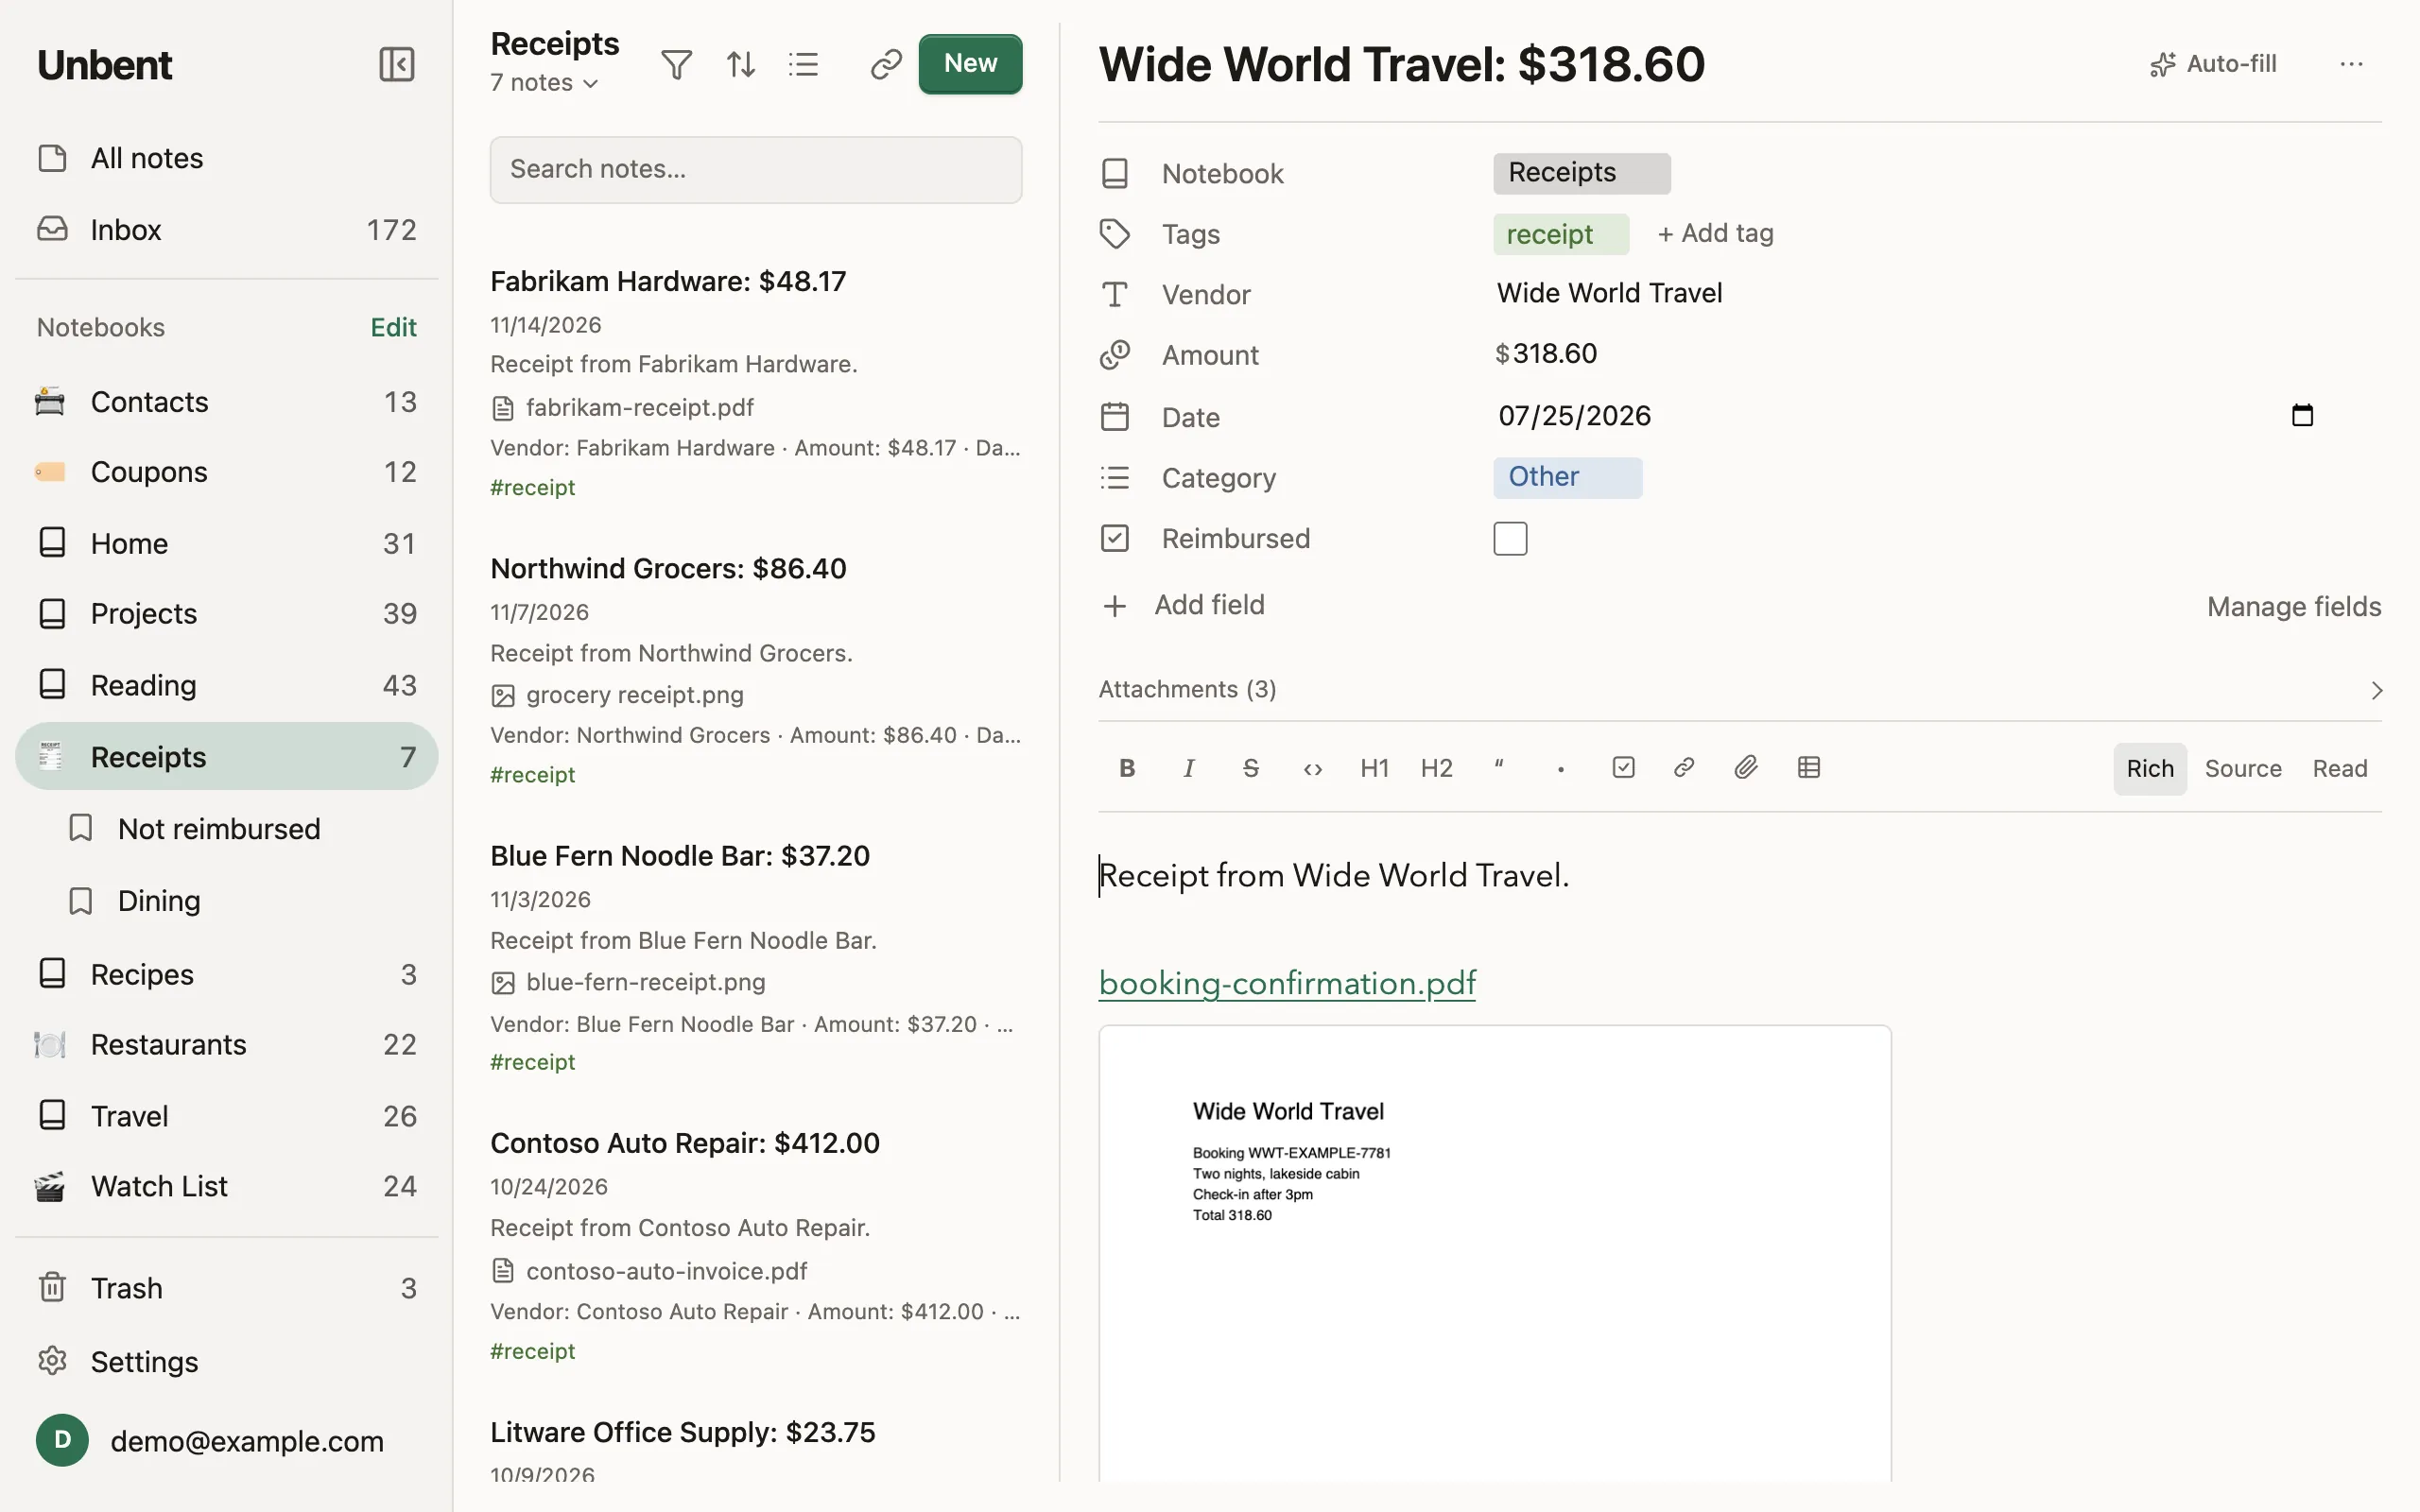 Unbent
All notes
Inbox 172
Notebooks Edit
Contacts 13
Coupons 12
Home 31
Projects 39
Reading 43
Receipts 7
Not reimbursed
Dining
Recipes 3
Restaurants 22
Travel 26
Watch List 24
Trash 3
Settings
D demo@example.com
Receipts
7 notes
New
Search notes...
Fabrikam Hardware: $48.17
11/14/2026
Receipt from Fabrikam Hardware.
fabrikam-receipt.pdf
Vendor: Fabrikam Hardware · Amount: $48.17 · Da...
#receipt
Northwind Grocers: $86.40
11/7/2026
Receipt from Northwind Grocers.
grocery receipt.png
Vendor: Northwind Grocers · Amount: $86.40 · Da...
#receipt
Blue Fern Noodle Bar: $37.20
11/3/2026
Receipt from Blue Fern Noodle Bar.
blue-fern-receipt.png
Vendor: Blue Fern Noodle Bar · Amount: $37.20 · ...
#receipt
Contoso Auto Repair: $412.00
10/24/2026
Receipt from Contoso Auto Repair.
contoso-auto-invoice.pdf
Vendor: Contoso Auto Repair · Amount: $412.00 · ...
#receipt
Litware Office Supply: $23.75
10/9/2026
Wide World Travel: $318.60
Auto-fill
Notebook Receipts
Tags receipt + Add tag
Vendor Wide World Travel
Amount $318.60
Date 07/25/2026
Category Other
Reimbursed
Add field Manage fields
Attachments (3)
B I S <> H1 H2 “ · Rich Source Read
Receipt from Wide World Travel.
booking-confirmation.pdf
Wide World Travel
Booking WWT-EXAMPLE-7781
Two nights, lakeside cabin
Check-in after 3pm
Total 318.60